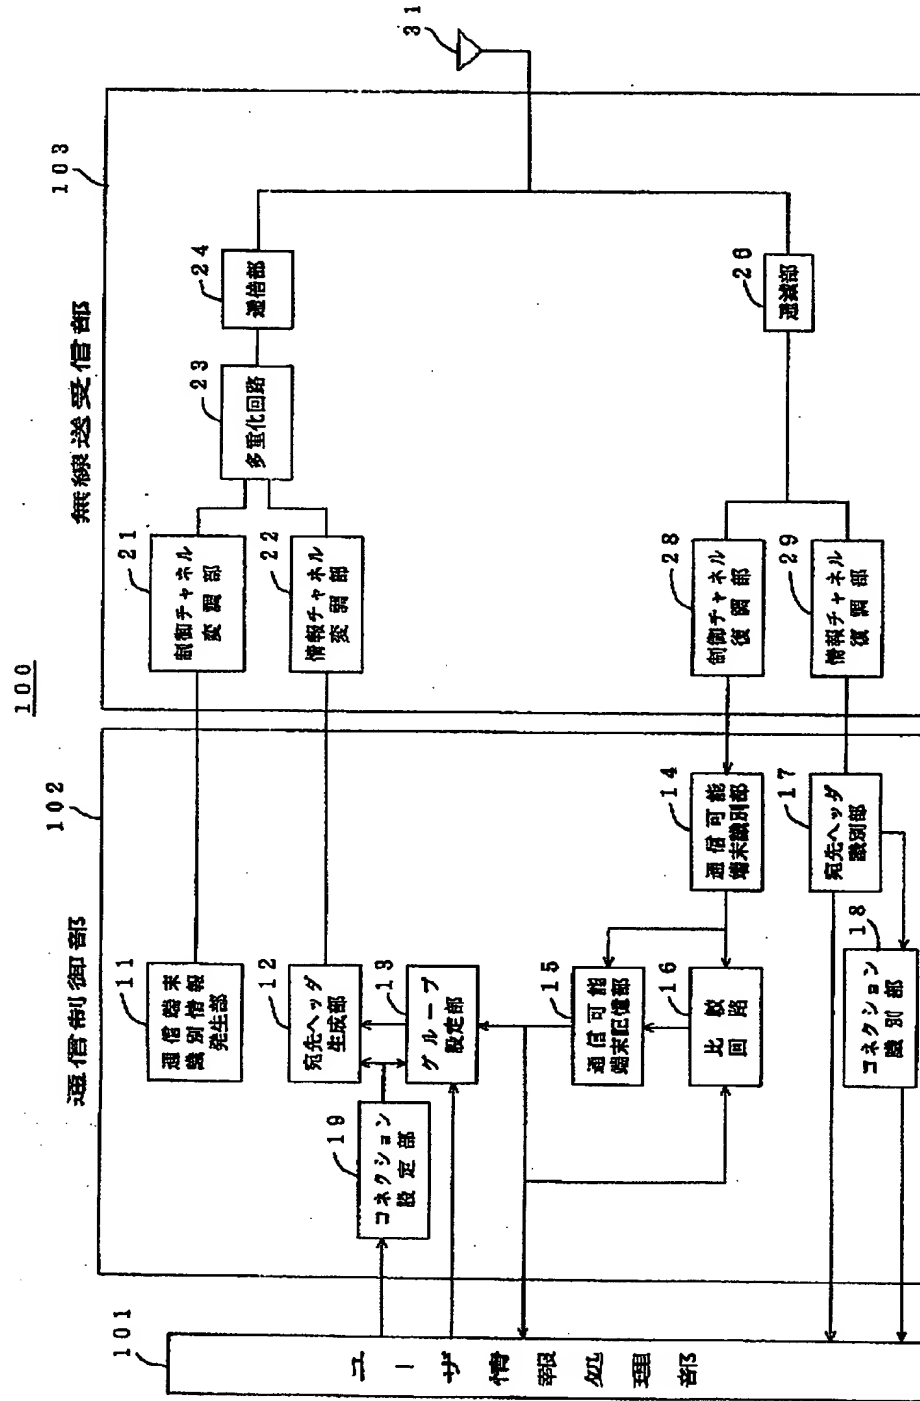 100
101
ユーザ情報処理部
通信制御部
102
無線送受信部
103
11
通信端末
識別情報
発生部
21
制御チャネル
変調部
12
宛先ヘッダ
生成部
22
情報チャネル
変調部
23
多重化回路
24
逓倍部
31
19
コネクション
設定部
13
グループ
設定部
15
通信可能
端末記憶部
16
比較
回路
14
通信可能
端末識別部
28
制御チャネル
復調部
26
逓減部
18
コネクション
識別部
17
宛先ヘッダ
識別部
29
情報チャネル
復調部